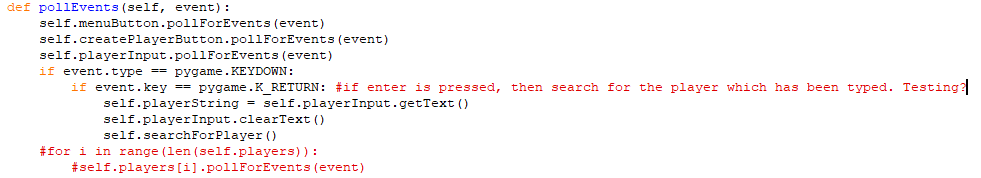 def pollEvents(self, event):
    self.menuButton.pollForEvents(event)
    self.createPlayerButton.pollForEvents(event)
    self.playerInput.pollForEvents(event)
    if event.type == pygame.KEYDOWN:
        if event.key == pygame.K_RETURN: #if enter is pressed, then search for the player which has been typed. Testing?
            self.playerString = self.playerInput.getText()
            self.playerInput.clearText()
            self.searchForPlayer()
    #for i in range(len(self.players)):
        #self.players[i].pollForEvents(event)